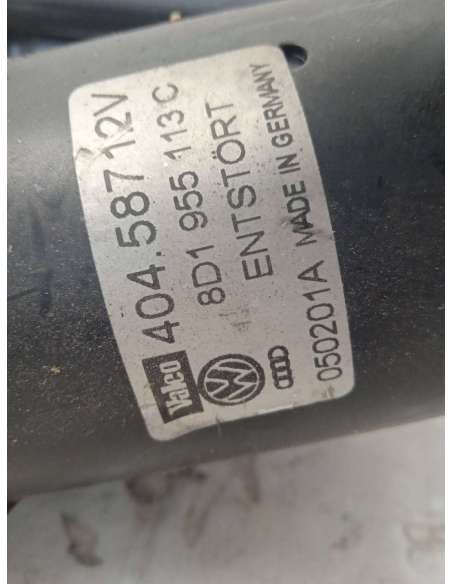 Valeo 404.587 12V
8D1 955 113 C
ENTSTÖRT
050201A MADE IN GERMANY